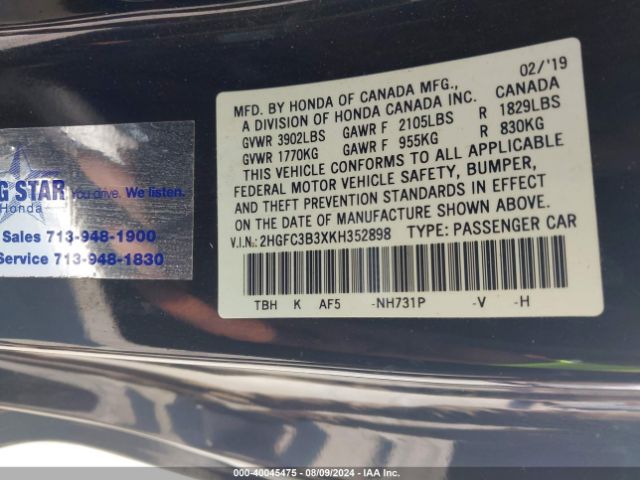 MFD. BY HONDA OF CANADA MFG., 02/'19
A DIVISION OF HONDA CANADA INC. CANADA
GVWR 3902LBS GAWR F 2105LBS R 1829LBS
GVWR 1770KG GAWR F 955KG R 830KG
THIS VEHICLE CONFORMS TO ALL APPLICABLE
FEDERAL MOTOR VEHICLE SAFETY, BUMPER,
AND THEFT PREVENTION STANDARDS IN EFFECT
ON THE DATE OF MANUFACTURE SHOWN ABOVE.
V.I.N.: 2HGFC3B3XKH352898 TYPE: PASSENGER CAR
TBH K AF5 -NH731P -V -H
G STAR You drive. We listen.
Honda
Sales 713-948-1900
Service 713-948-1830
000-40045475 - 08/09/2024 - IAA Inc.